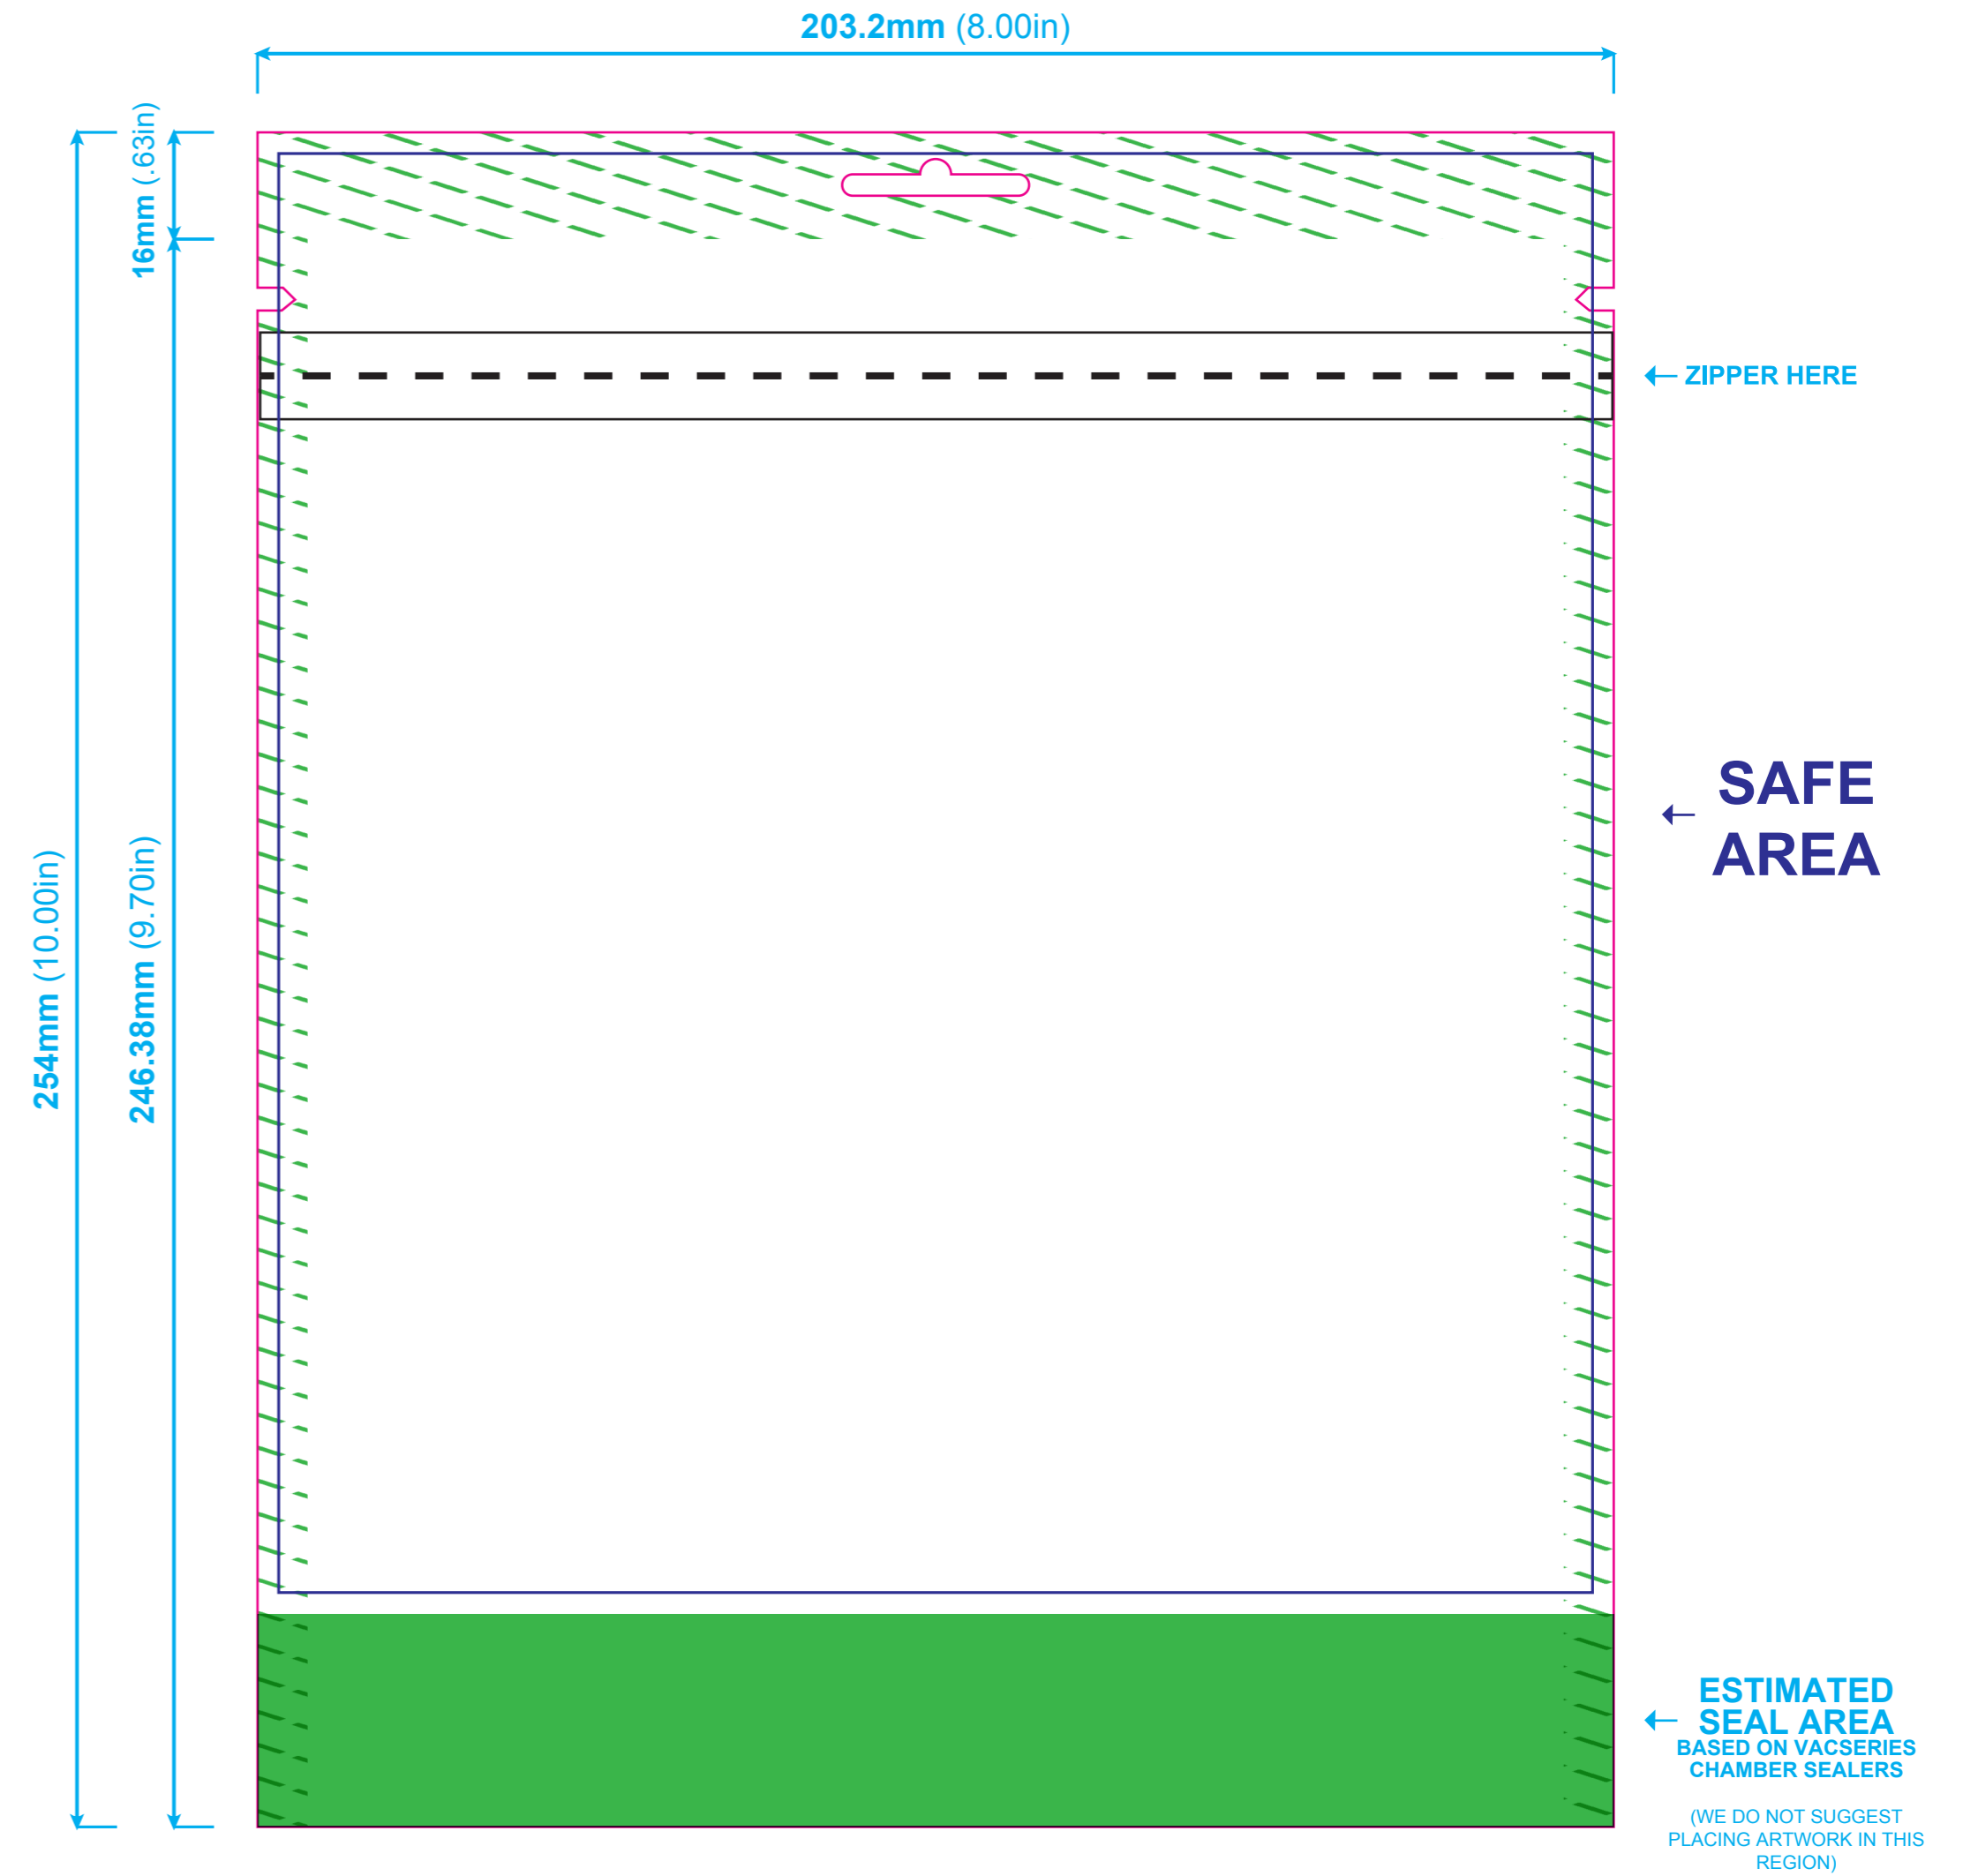 203.2mm (8.00in)
16mm (.63in)
ZIPPER HERE
SAFE
AREA
254mm (10.00in)
246.38mm (9.70in)
ESTIMATED
SEAL AREA
BASED ON VACSERIES
CHAMBER SEALERS
(WE DO NOT SUGGEST
PLACING ARTWORK IN THIS
REGION)